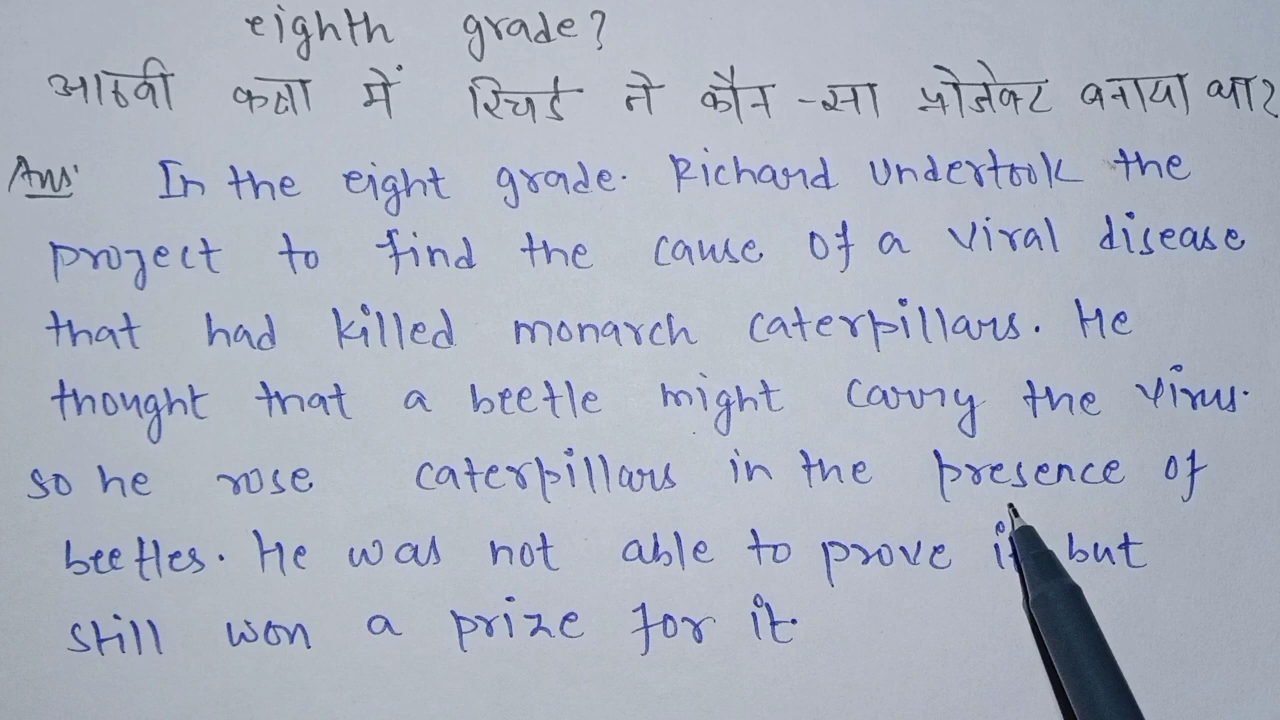 eighth grade?
आठवी कक्षा में रिचर्ड ने कौन-सा प्रोजेक्ट बनाया था?
Ans: In the eight grade. Richard undertook the
project to find the cause of a viral disease
that had killed monarch caterpillars. He
thought that a beetle might carry the virus.
so he rose caterpillars in the presence of
beetles. He was not able to prove it but
still won a prize for it.